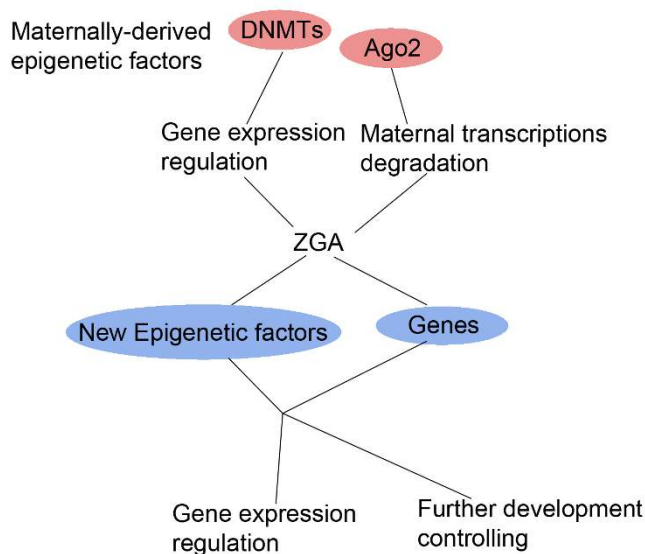 Maternally-derived
epigenetic factors
DNMTs
Ago2
Gene expression
regulation
Maternal transcriptions
degradation
ZGA
New Epigenetic factors
Genes
Gene expression
regulation
Further development
controlling